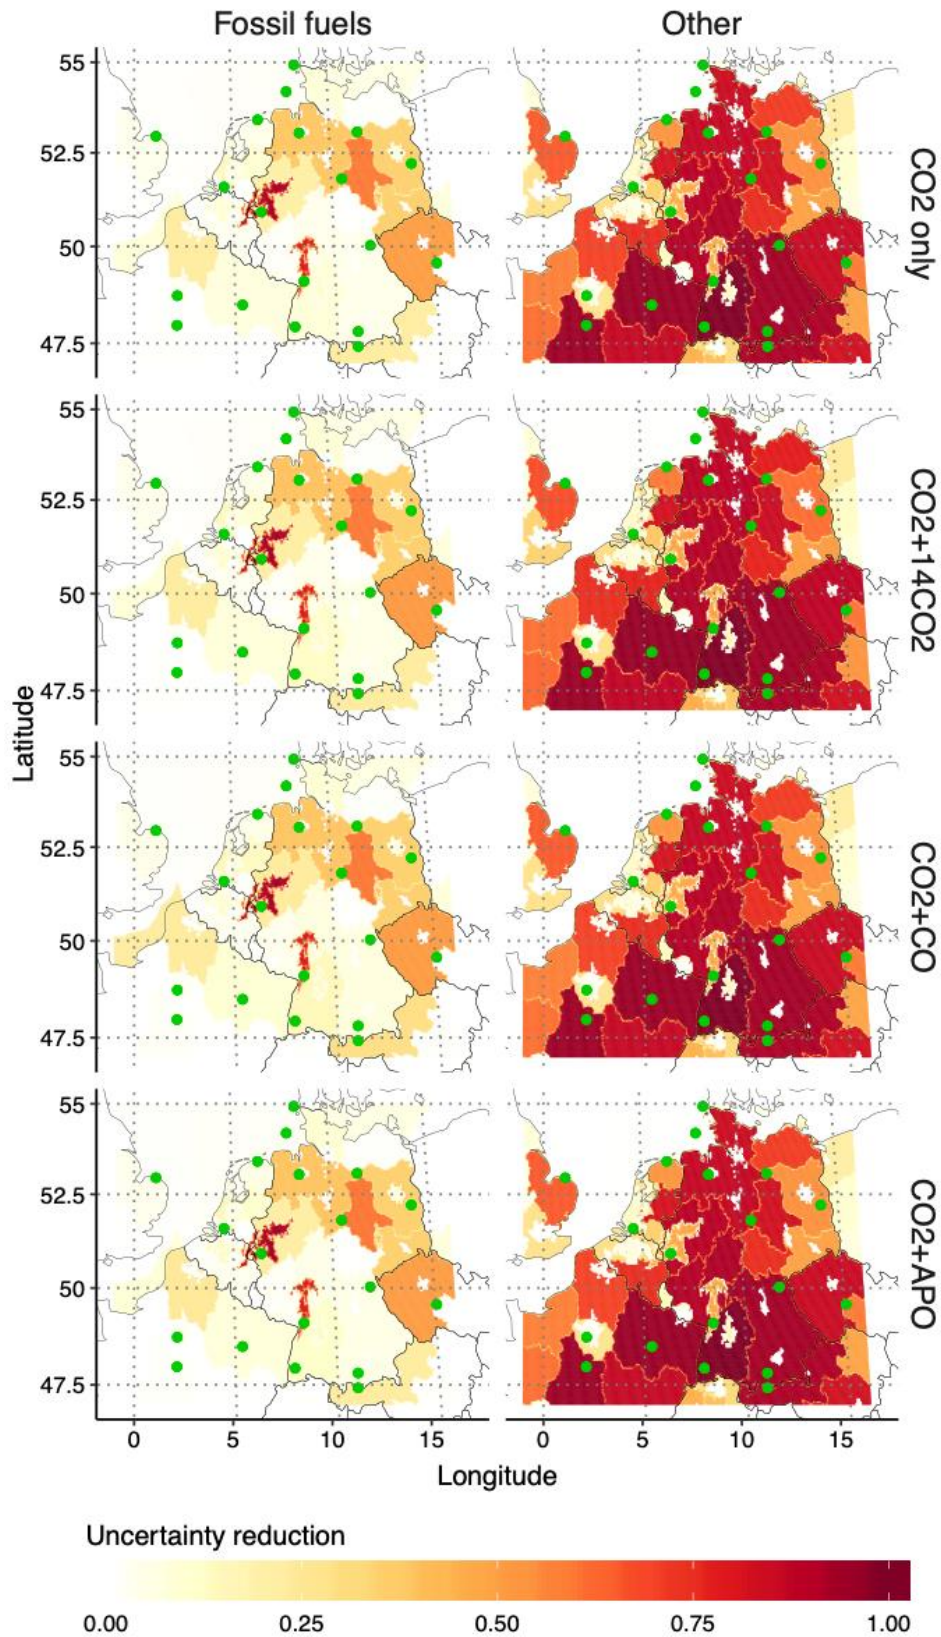 Fossil fuels Other
55
52.5
50
47.5
CO2 only
55
52.5
50
47.5
CO2+14CO2
Latitude
55
52.5
50
47.5
CO2+CO
55
52.5
50
47.5
CO2+APO
0 5 10 15 0 5 10 15
Longitude
Uncertainty reduction
0.00 0.25 0.50 0.75 1.00